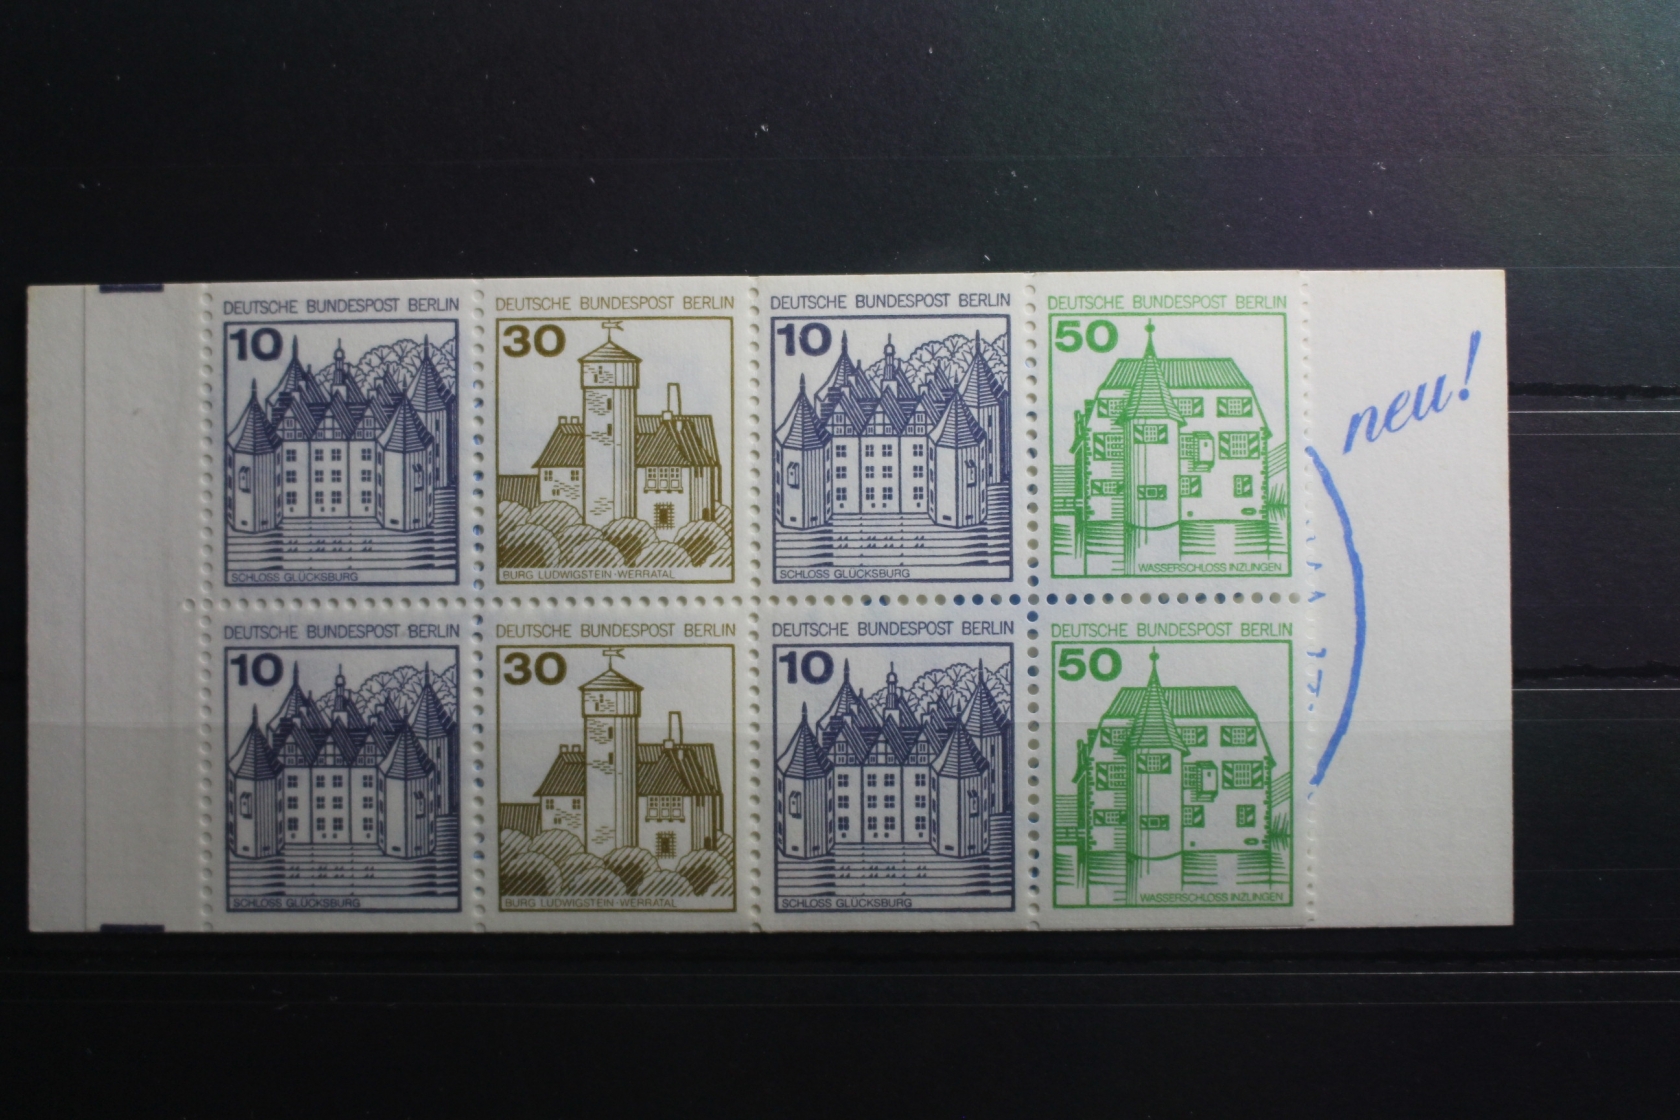 DEUTSCHE BUNDESPOST BERLIN
10
SCHLOSS GLÜCKSBURG
DEUTSCHE BUNDESPOST BERLIN
30
BURG LUDWIGSTEIN·WERRATAL
DEUTSCHE BUNDESPOST BERLIN
10
SCHLOSS GLÜCKSBURG
DEUTSCHE BUNDESPOST BERLIN
50
WASSERSCHLOSS INZLINGEN
neu!
DEUTSCHE BUNDESPOST BERLIN
10
SCHLOSS GLÜCKSBURG
DEUTSCHE BUNDESPOST BERLIN
30
BURG LUDWIGSTEIN·WERRATAL
DEUTSCHE BUNDESPOST BERLIN
10
SCHLOSS GLÜCKSBURG
DEUTSCHE BUNDESPOST BERLIN
50
WASSERSCHLOSS INZLINGEN